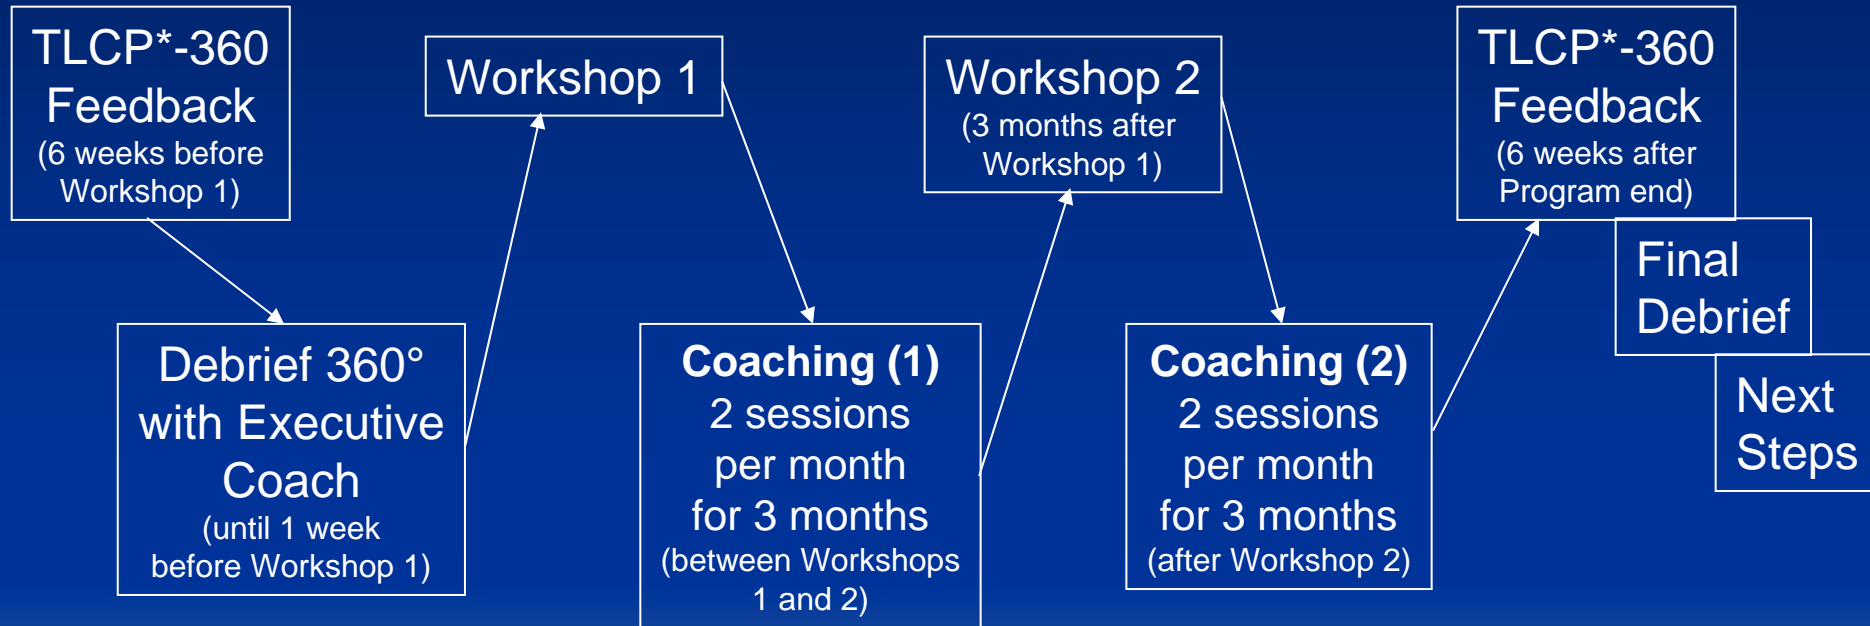 TLCP*-360
Feedback
(6 weeks before
Workshop 1)
Debrief 360°
with Executive
Coach
(until 1 week
before Workshop 1)
Workshop 1
Coaching (1)
2 sessions
per month
for 3 months
(between Workshops
1 and 2)
Workshop 2
(3 months after
Workshop 1)
Coaching (2)
2 sessions
per month
for 3 months
(after Workshop 2)
TLCP*-360
Feedback
(6 weeks after
Program end)
Final
Debrief
Next
Steps